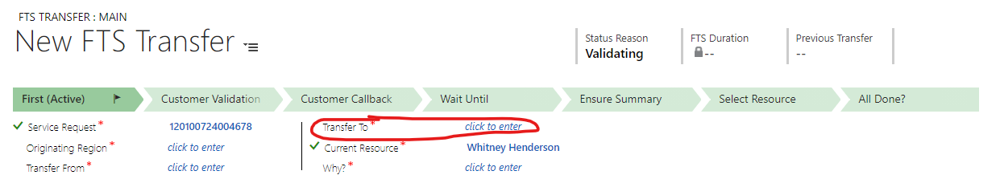 FTS TRANSFER : MAIN
New FTS Transfer
Status Reason
Validating
FTS Duration
--
Previous Transfer
--
First (Active)
Customer Validation
Customer Callback
Wait Until
Ensure Summary
Select Resource
All Done?
Service Request * 120100724004678
Originating Region * click to enter
Transfer From * click to enter
Transfer To * click to enter
Current Resource * Whitney Henderson
Why? * click to enter